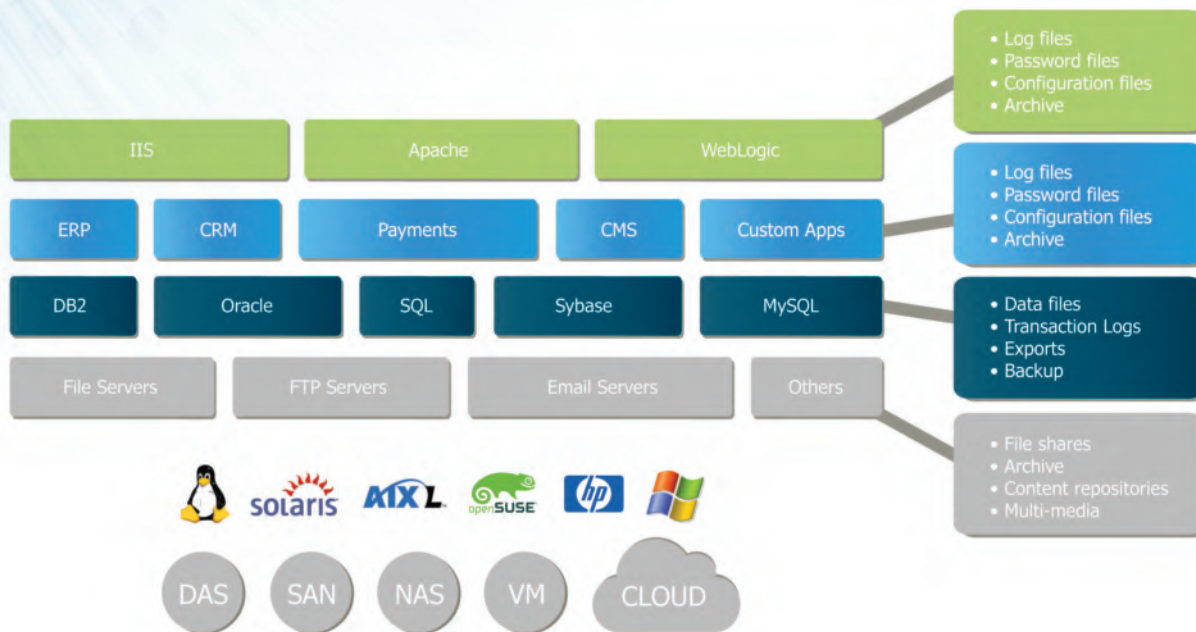 IIS
Apache
WebLogic
• Log files
• Password files
• Configuration files
• Archive
ERP
CRM
Payments
CMS
Custom Apps
• Log files
• Password files
• Configuration files
• Archive
DB2
Oracle
SQL
Sybase
MySQL
• Data files
• Transaction Logs
• Exports
• Backup
File Servers
FTP Servers
Email Servers
Others
• File shares
• Archive
• Content repositories
• Multi-media
solaris
AIX L
openSUSE
hp
DAS
SAN
NAS
VM
CLOUD